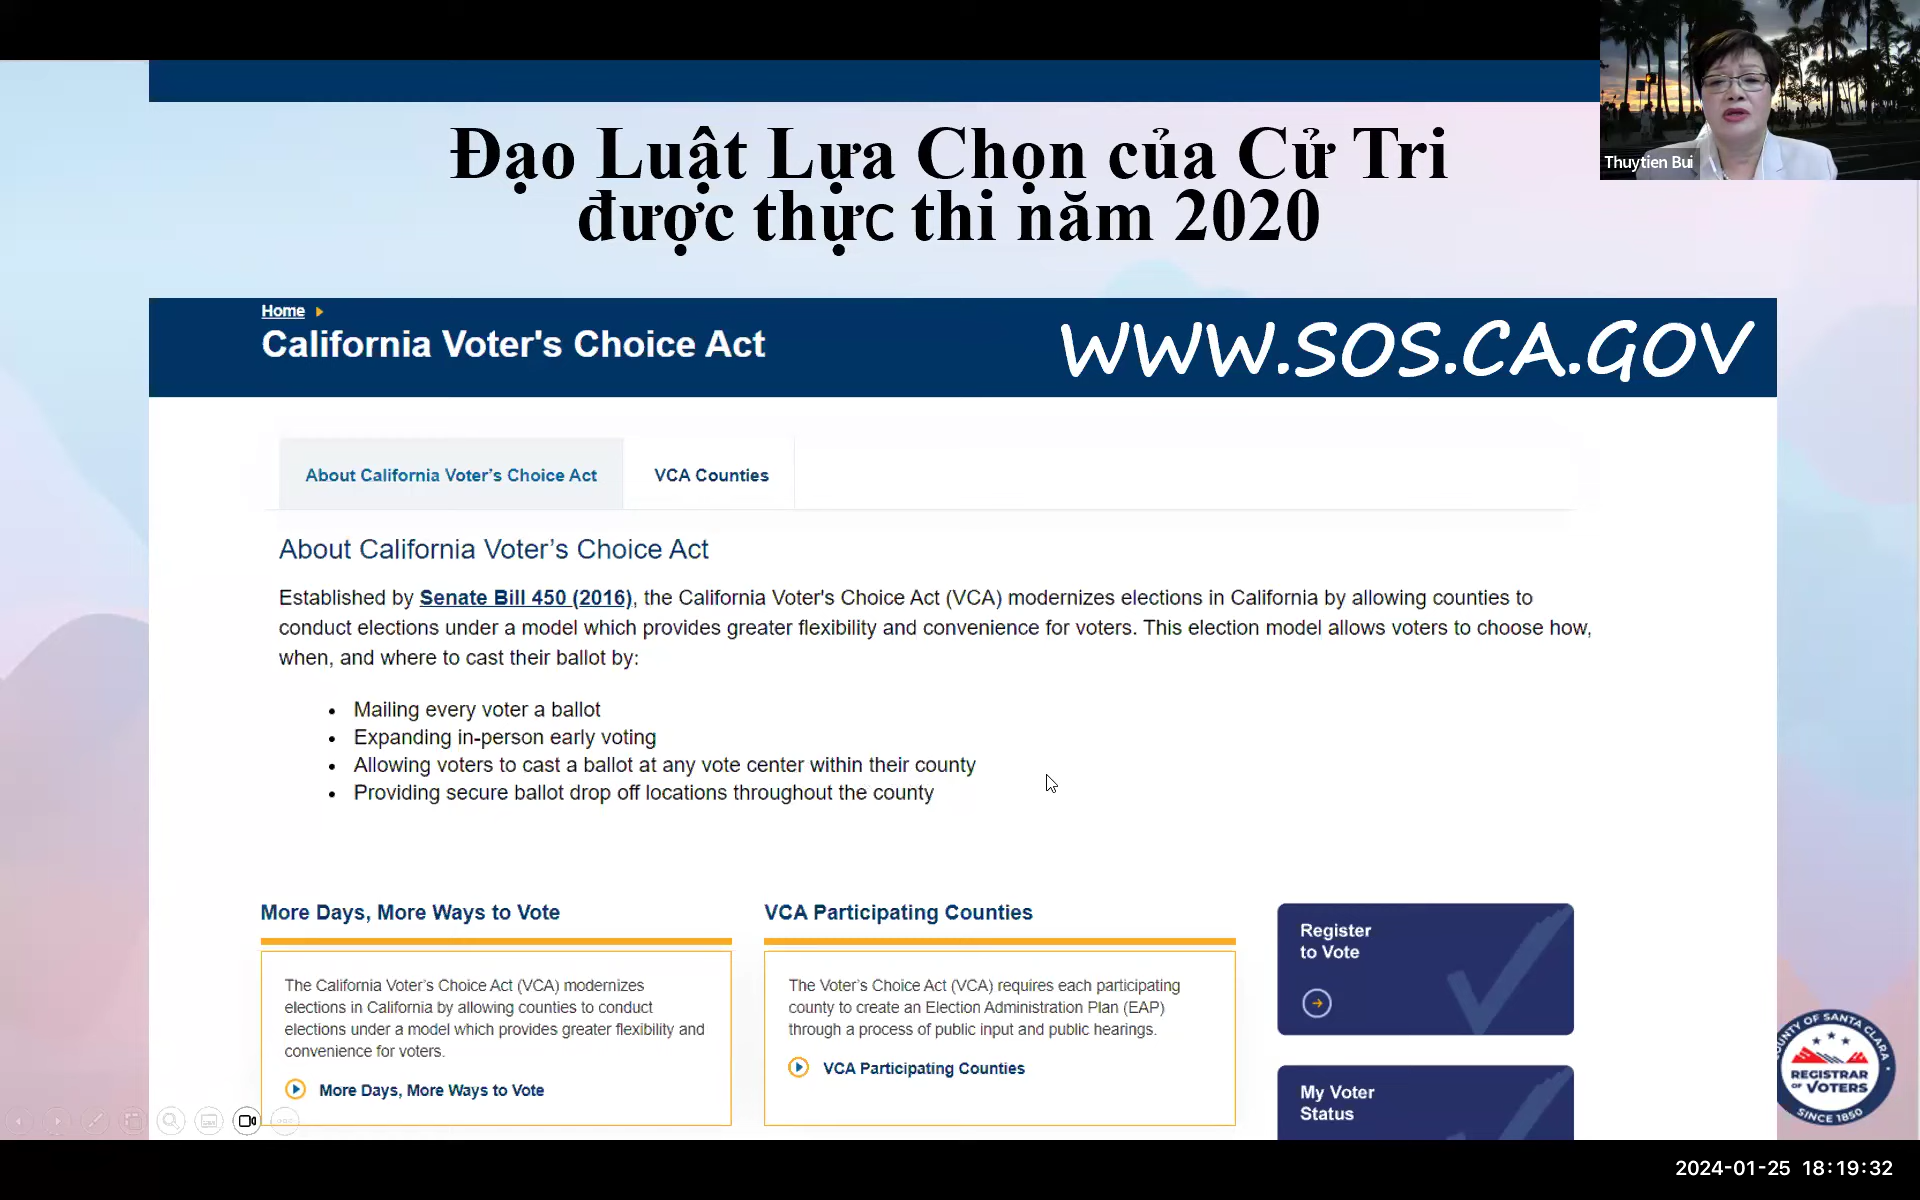 Thuytien Bui
Đạo Luật Lựa Chọn của Cử Tri
được thực thi năm 2020
Home
California Voter's Choice Act
WWW.SOS.CA.GOV
About California Voter’s Choice Act
VCA Counties
About California Voter’s Choice Act
Established by Senate Bill 450 (2016), the California Voter's Choice Act (VCA) modernizes elections in California by allowing counties to
conduct elections under a model which provides greater flexibility and convenience for voters. This election model allows voters to choose how,
when, and where to cast their ballot by:
• Mailing every voter a ballot
• Expanding in-person early voting
• Allowing voters to cast a ballot at any vote center within their county
• Providing secure ballot drop off locations throughout the county
More Days, More Ways to Vote
The California Voter’s Choice Act (VCA) modernizes
elections in California by allowing counties to conduct
elections under a model which provides greater flexibility and
convenience for voters.
More Days, More Ways to Vote
VCA Participating Counties
The Voter’s Choice Act (VCA) requires each participating
county to create an Election Administration Plan (EAP)
through a process of public input and public hearings.
VCA Participating Counties
Register
to Vote
My Voter
Status
COUNTY OF SANTA CLARA
REGISTRAR
OF VOTERS
SINCE 1850
2024-01-25 18:19:32